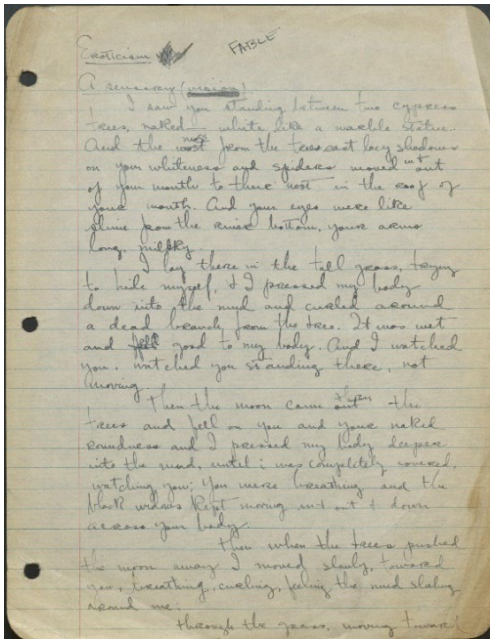 Eroticism
FABLE
A sensory (vision)
I saw you standing between two cypress
trees, naked — white like a marble statue.
And the moss from the trees cast lacy shadows
on your whiteness and spiders moved in & out
of your mouth to their nest in the roof of
your mouth. And your eyes were like
slime from the river bottom, your arms
long, milky.
I lay there in the tall grass, trying
to hide myself, & I pressed my body
down into the mud and curled around
a dead branch from the tree. It was wet
and felt good to my body. And I watched
you. watched you standing there, not
moving.
Then the moon came the
trees and fell on you and your naked
roundness and I pressed my body deeper
into the mud, until i was completely covered,
watching you; you were breathing and the
black widows kept moving in & out & down
across your body
then when the trees pushed
the moon away I moved slowly, toward
you, breathing, curling, feeling the mud sliding
around me.
through the grass, moving toward